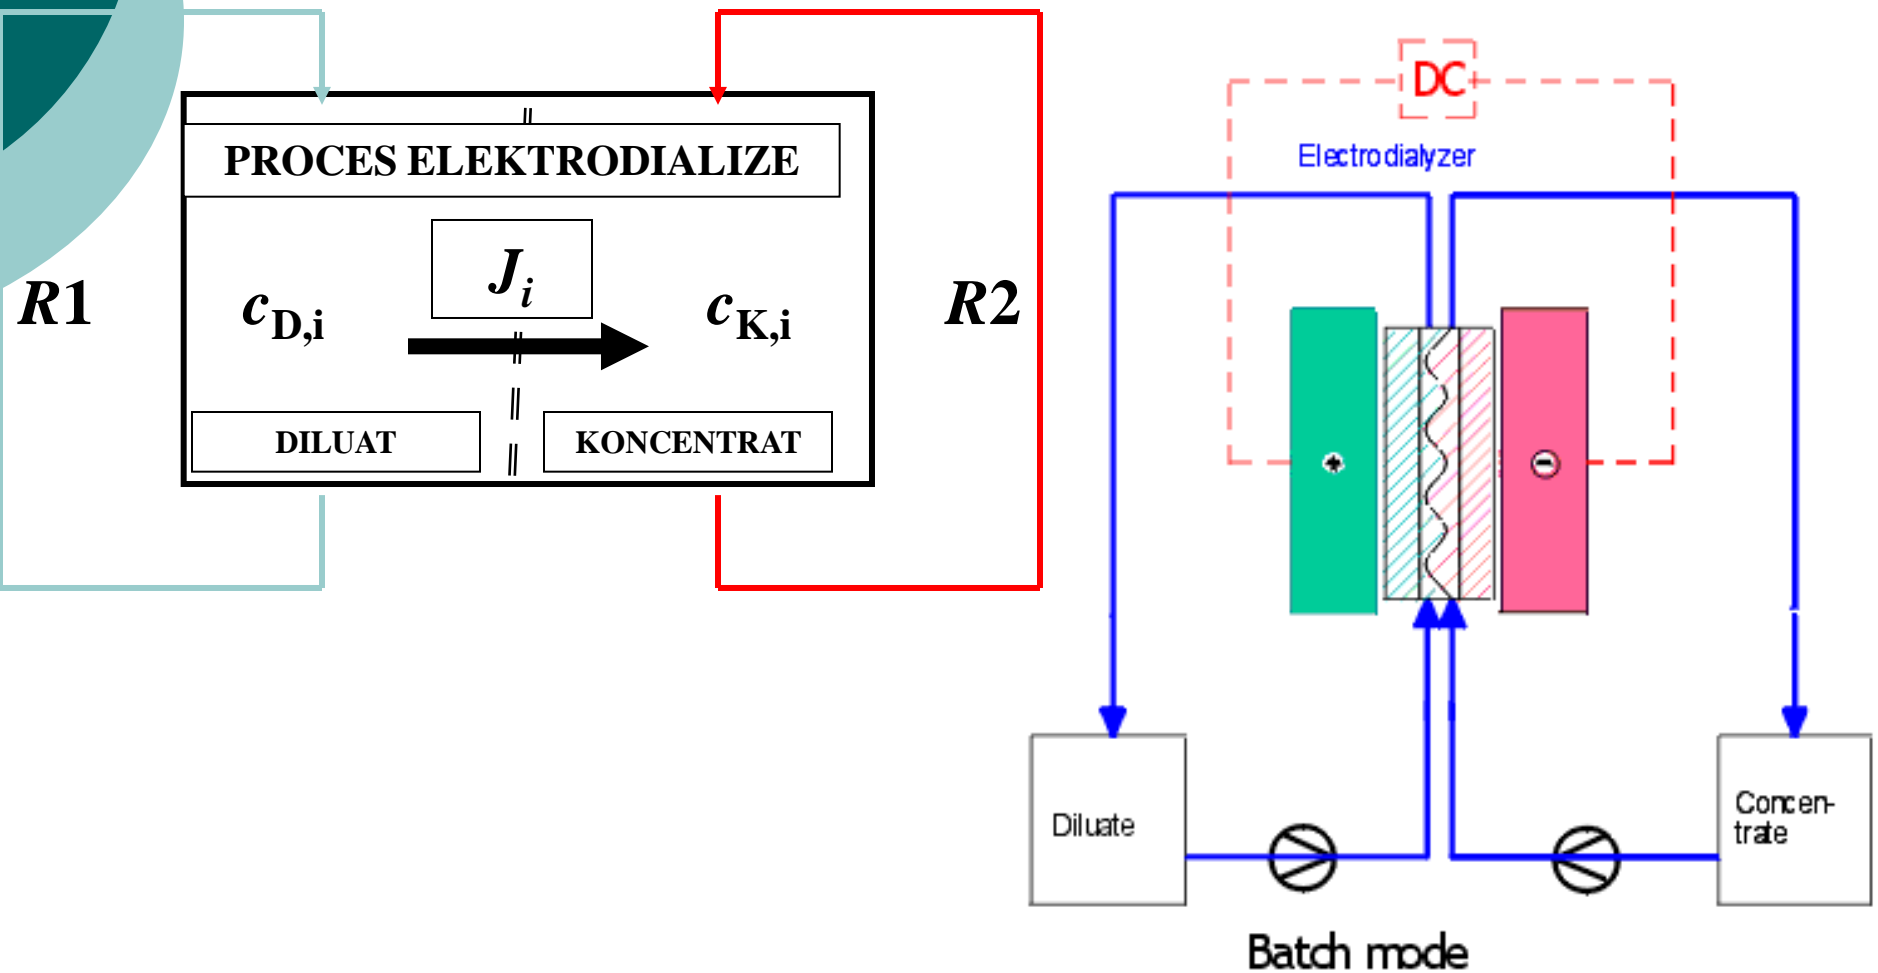 PROCES ELEKTRODIALIZE
J i
R1
c D,i
c K,i
R2
DILUAT
KONCENTRAT
DC
Electrodialyzer
+
-
Diluate
Concen-
trate
Batch mode